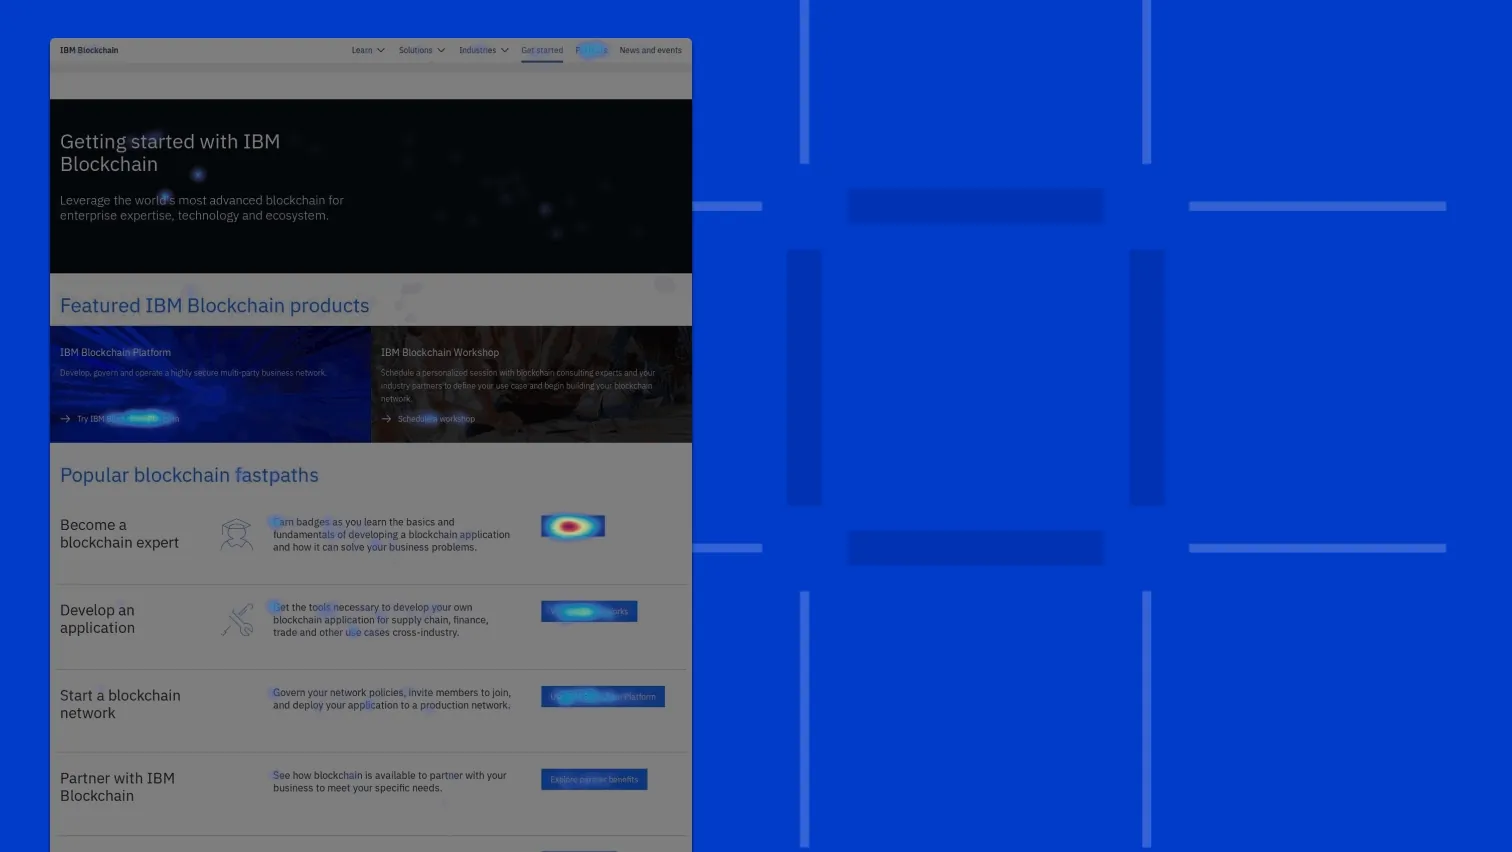 IBM Blockchain
Learn Solutions Industries Get started News and events
Getting started with IBM
Blockchain
Leverage the world's most advanced blockchain for
enterprise expertise, technology and ecosystem.
Featured IBM Blockchain products
IBM Blockchain Platform
Develop, govern and operate a highly secure multi-party business network.
Try IBM
IBM Blockchain Workshop
Schedule a personalized session with blockchain consulting experts and your
industry partners to define your use case and begin building your blockchain
network.
Schedule a workshop
Popular blockchain fastpaths
Become a
blockchain expert
Earn badges as you learn the basics and
fundamentals of developing a blockchain application
and how it can solve your business problems.
Develop an
application
Get the tools necessary to develop your own
blockchain application for supply chain, finance,
trade and other use cases cross-industry.
Start a blockchain
network
Govern your network policies, invite members to join,
and deploy your application to a production network.
Platform
Partner with IBM
Blockchain
See how blockchain is available to partner with your
business to meet your specific needs.
Explore partner benefits